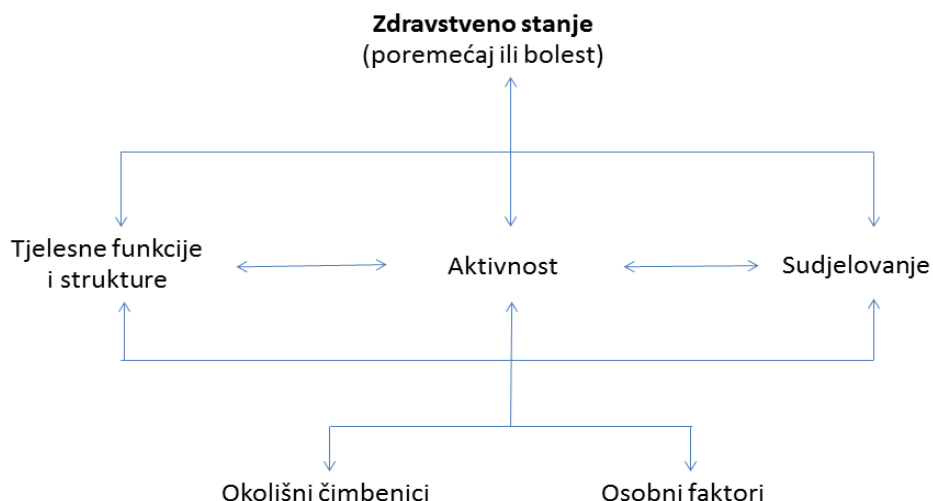 Zdravstveno stanje
(poremećaj ili bolest)
Tjelesne funkcije
i strukture
Aktivnost
Sudjelovanje
Okolišni čimbenici
Osobni faktori